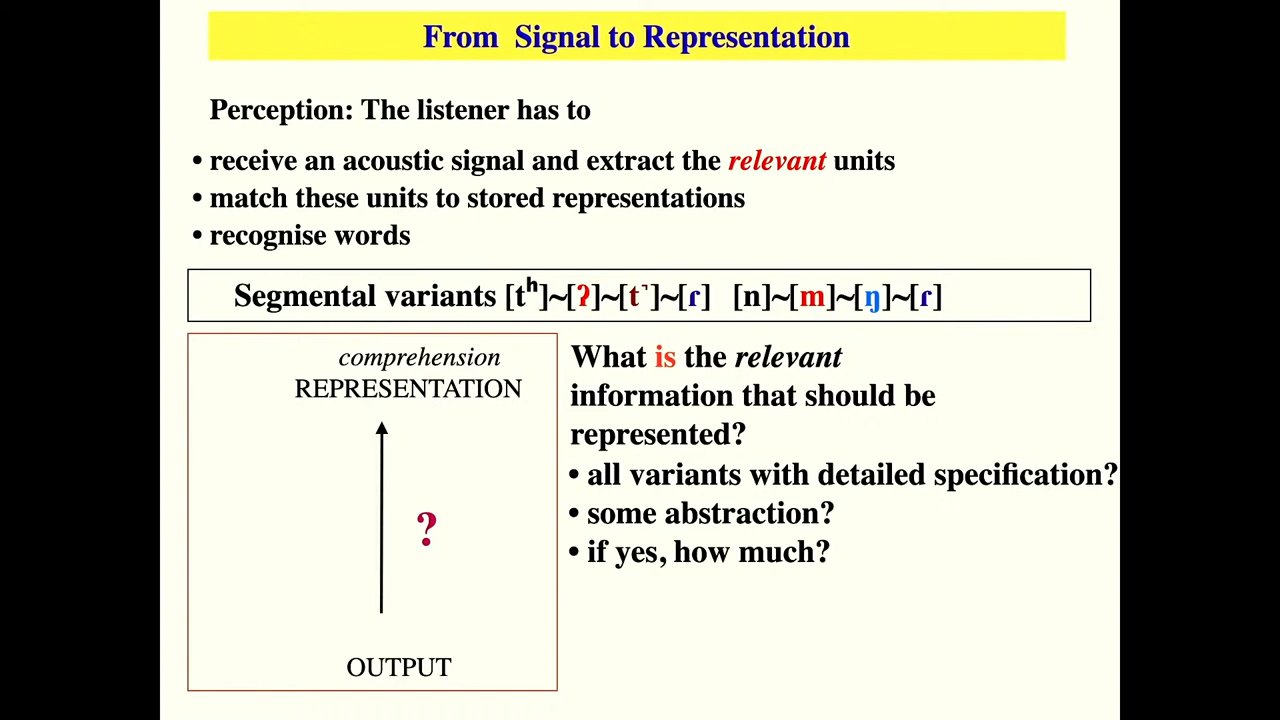 From Signal to Representation
Perception: The listener has to
• receive an acoustic signal and extract the relevant units
• match these units to stored representations
• recognise words
Segmental variants [tʰ]~[ʔ]~[t˺]~[ɾ] [n]~[m]~[ŋ]~[ɾ]
comprehension
REPRESENTATION
?
OUTPUT
What is the relevant
information that should be
represented?
• all variants with detailed specification?
• some abstraction?
• if yes, how much?